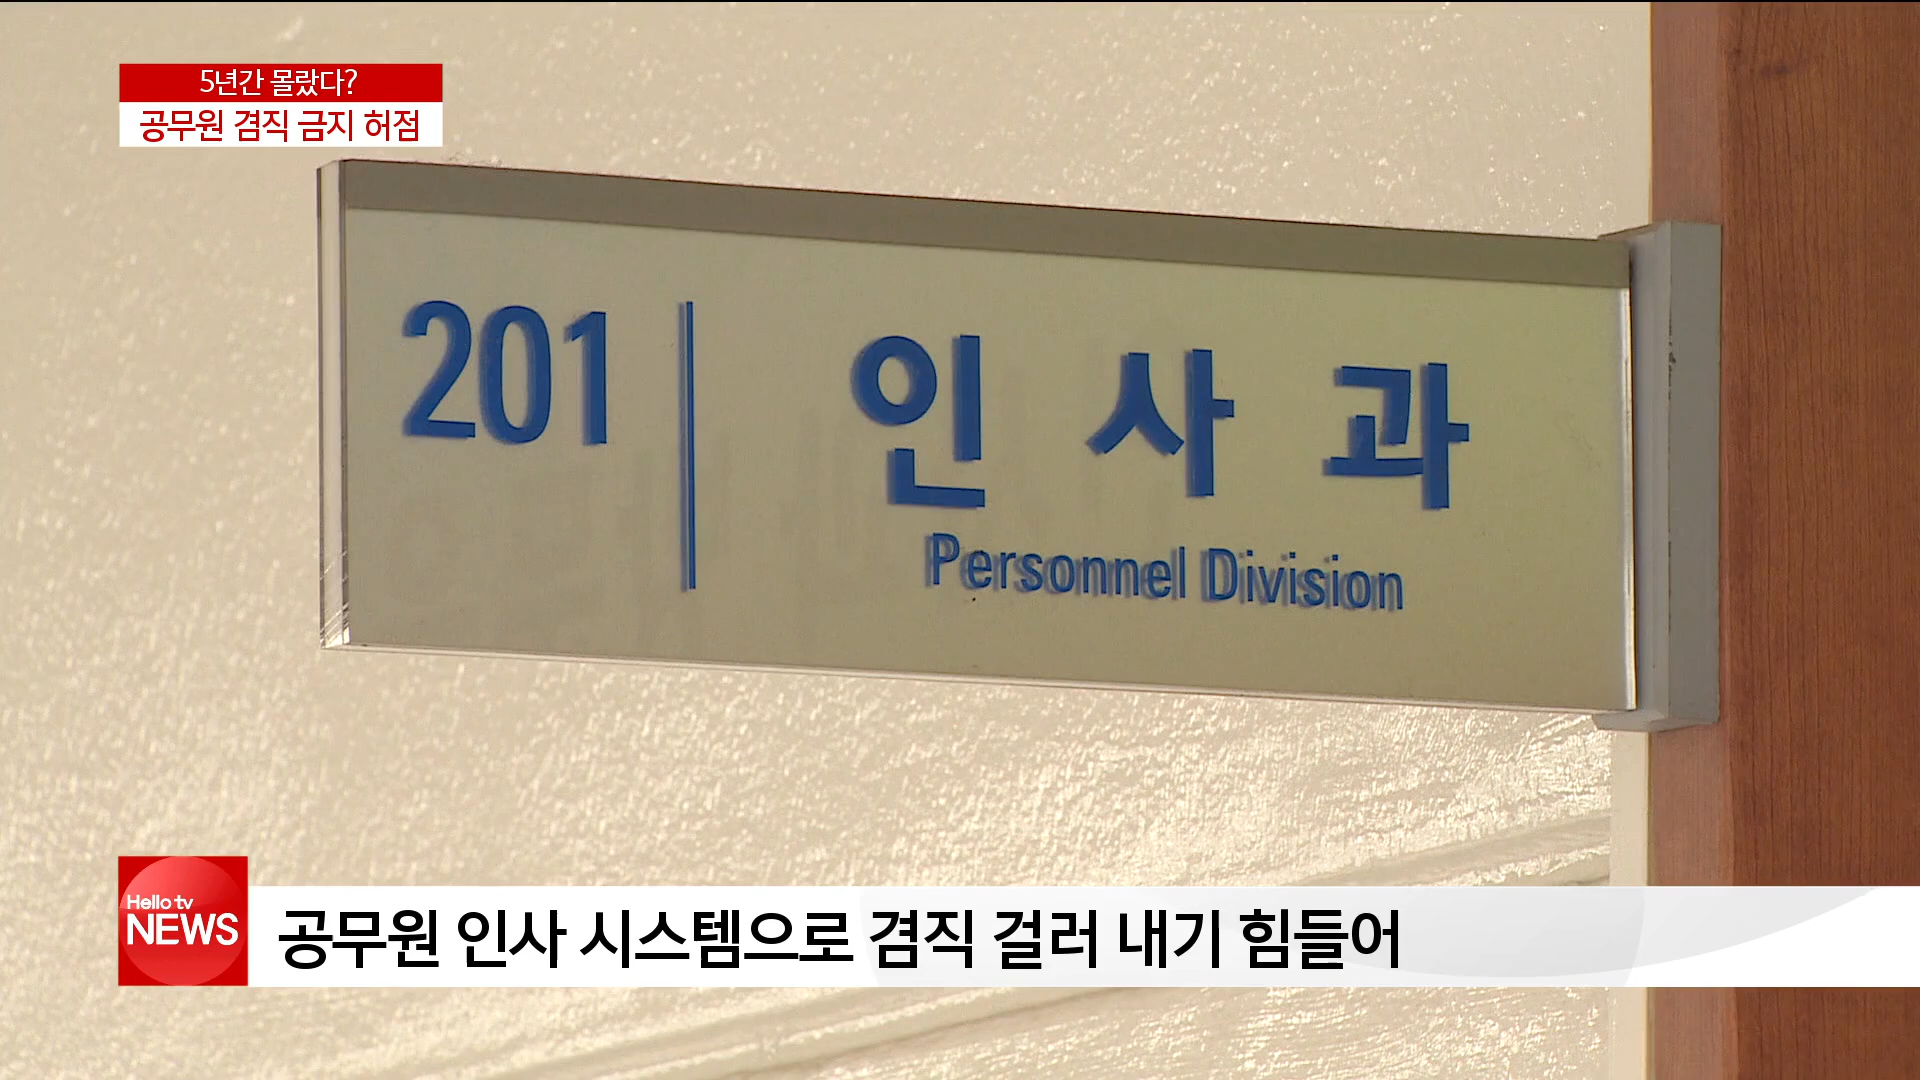 5년간 몰랐다?
공무원 겸직 금지 허점
201
인사과
Personnel Division
Hello tv
NEWS
공무원 인사 시스템으로 겸직 걸러 내기 힘들어